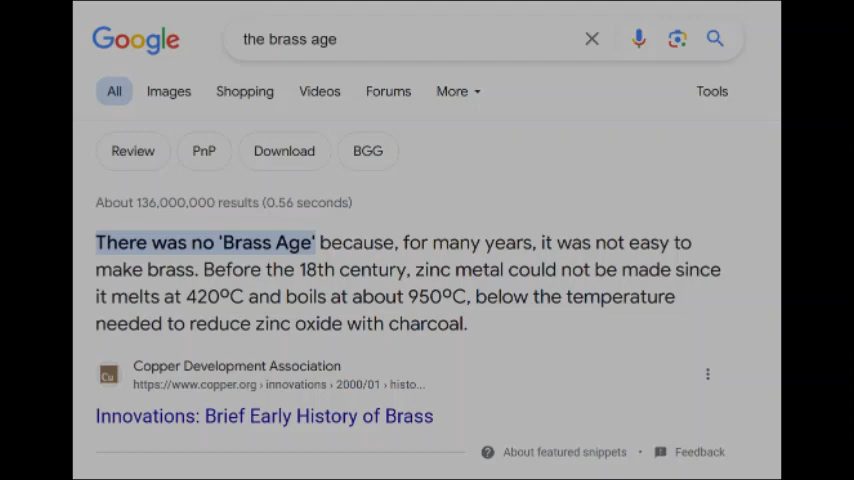 Google the brass age
All Images Shopping Videos Forums More Tools
Review PnP Download BGG
About 136,000,000 results (0.56 seconds)
There was no 'Brass Age' because, for many years, it was not easy to
make brass. Before the 18th century, zinc metal could not be made since
it melts at 420ºC and boils at about 950ºC, below the temperature
needed to reduce zinc oxide with charcoal.
Cu Copper Development Association
https://www.copper.org › innovations › 2000/01 › histo...
Innovations: Brief Early History of Brass
About featured snippets • Feedback